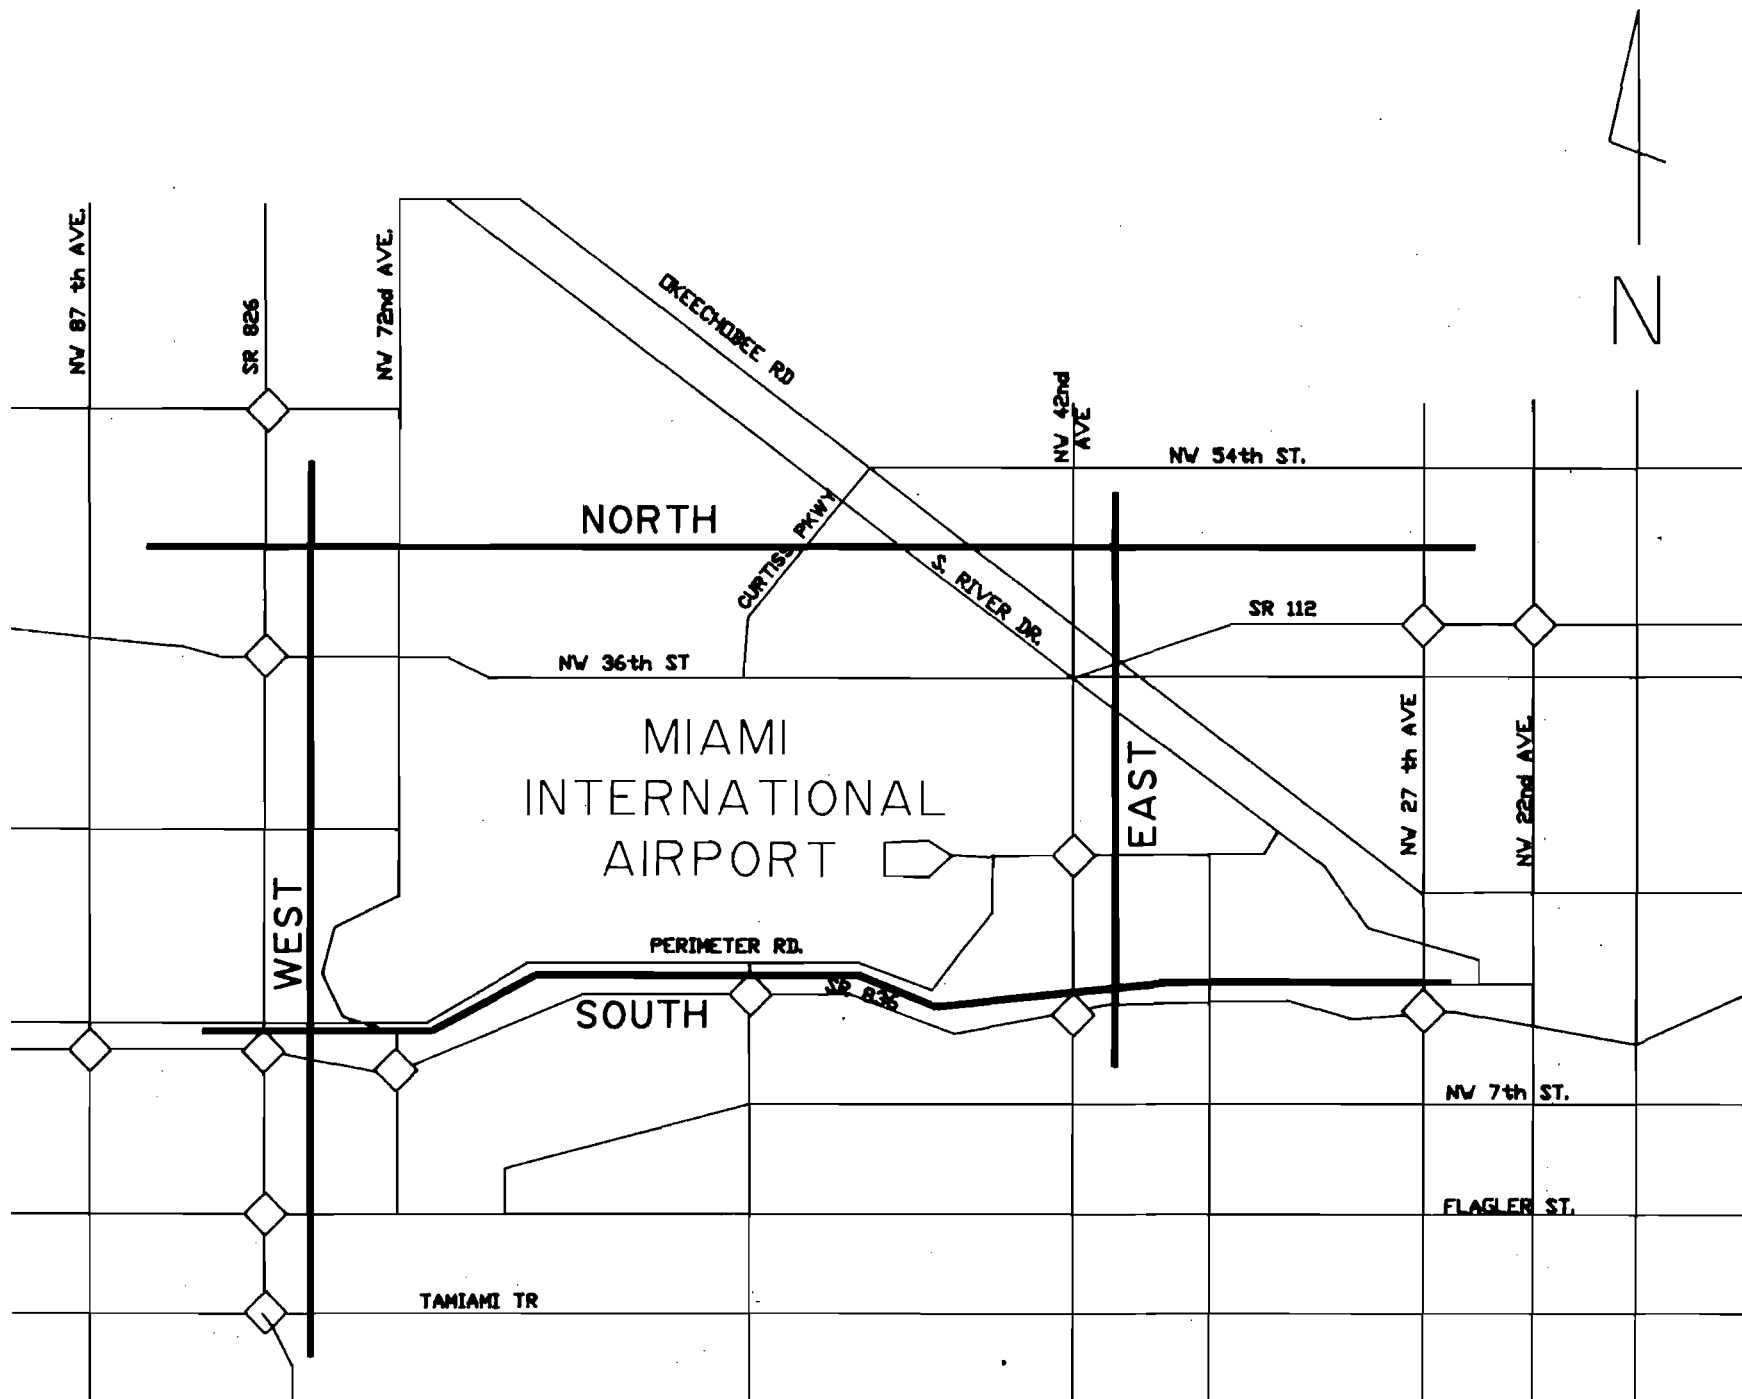 N
NW 87 th AVE.
SR 826
NW 72nd AVE.
OKEECHOBEE RD
NW 42nd
AVE
NW 54th ST.
NORTH
CURTISS PKWY
S. RIVER DR.
SR 112
NW 36th ST
MIAMI
INTERNATIONAL
AIRPORT
EAST
NW 27 th AVE
NW 22nd AVE.
WEST
PERIMETER RD.
SR 836
SOUTH
NW 7th ST.
FLAGLER ST.
TAMIAMI TR